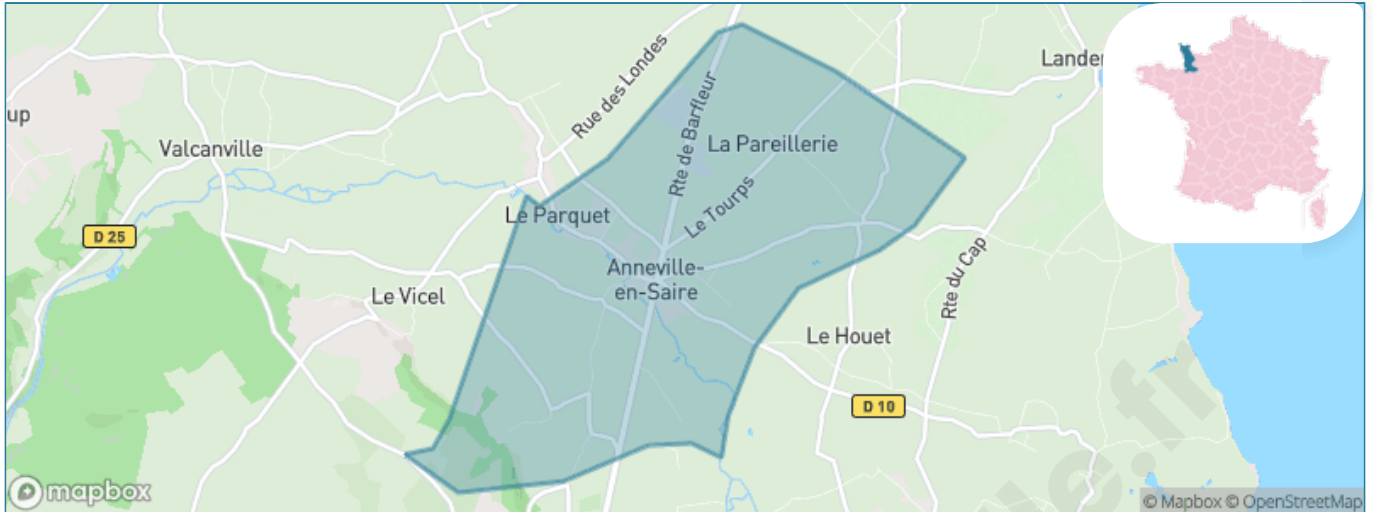 Rue des Londes
Lander
up
Valcanville
Rte de Barfleur
La Pareillerie
Le Tourps
Le Parquet
D 25
Anneville-
en-Saire
Le Vicel
Rte du Cap
Le Houet
D 10
mapbox
© Mapbox © OpenStreetMap